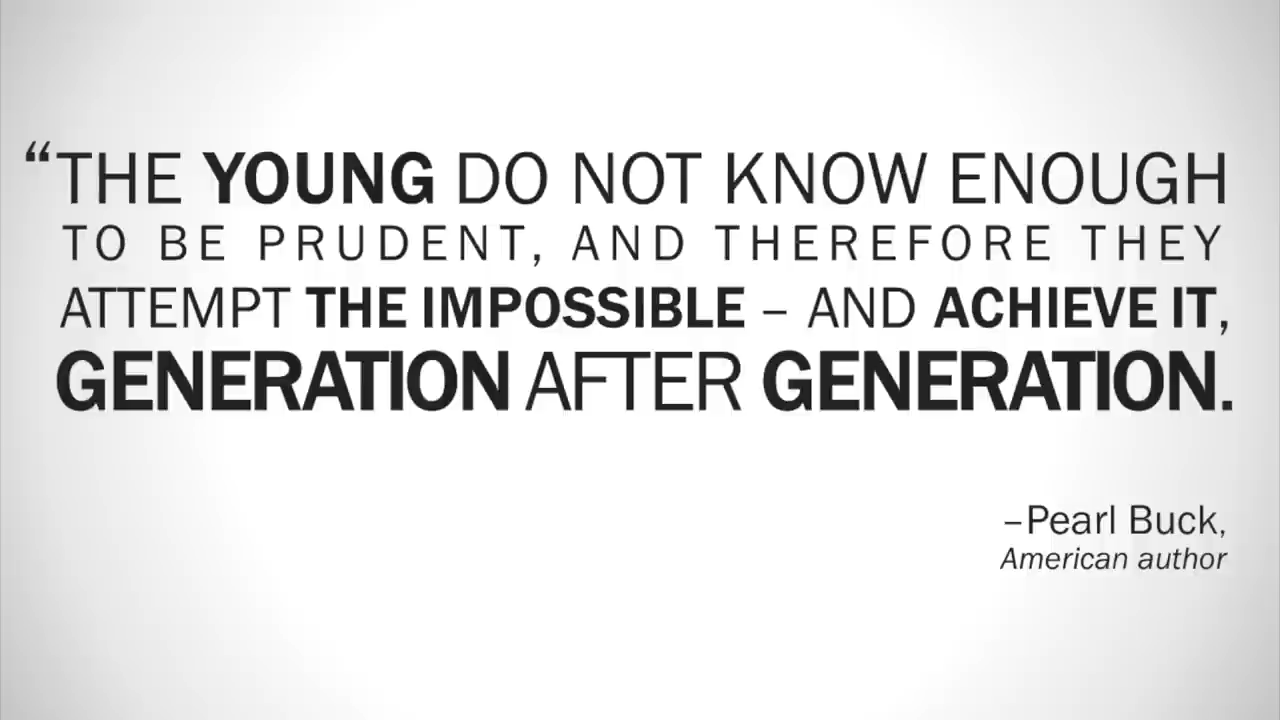 “THE YOUNG DO NOT KNOW ENOUGH
TO BE PRUDENT, AND THEREFORE THEY
ATTEMPT THE IMPOSSIBLE – AND ACHIEVE IT,
GENERATION AFTER GENERATION.
–Pearl Buck,
American author